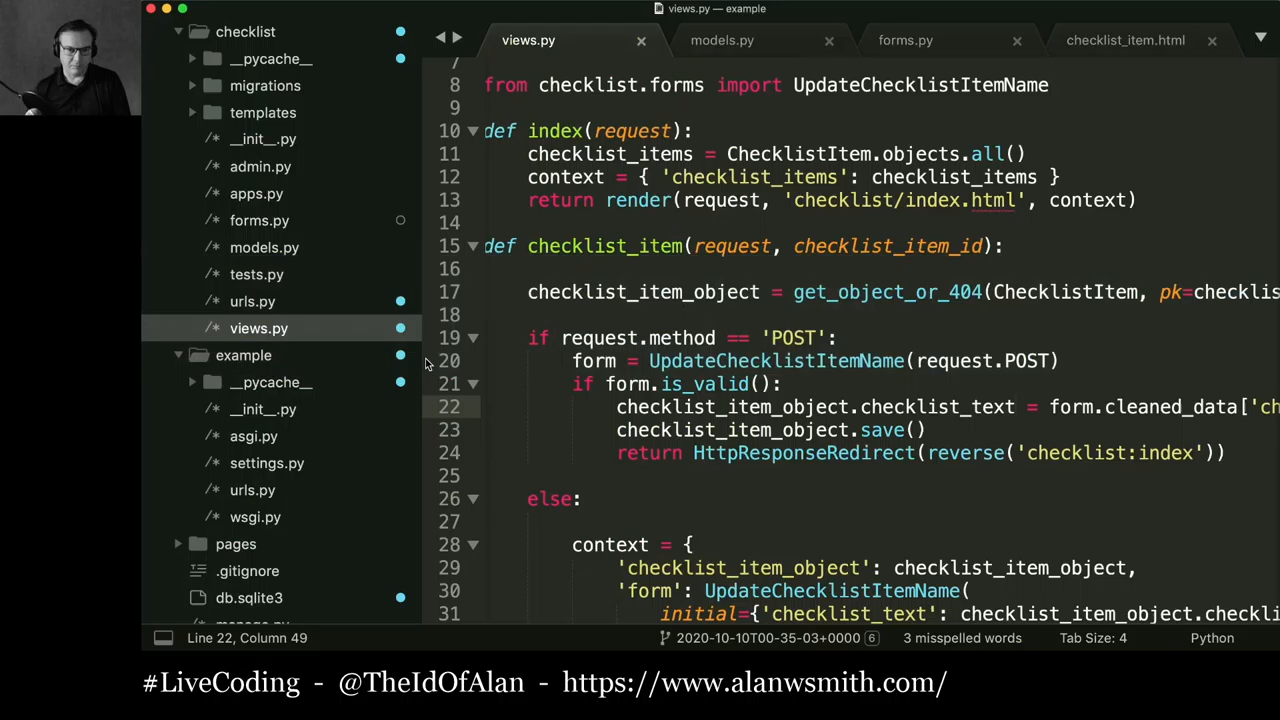 views.py — example
checklist
__pycache__
migrations
templates
__init__.py
admin.py
apps.py
forms.py
models.py
tests.py
urls.py
views.py
example
__pycache__
__init__.py
asgi.py
settings.py
urls.py
wsgi.py
pages
.gitignore
db.sqlite3
manage.py
views.py
models.py
forms.py
checklist_item.html
7
8 from checklist.forms import UpdateChecklistItemName
9
10 def index(request):
11 checklist_items = ChecklistItem.objects.all()
12 context = { 'checklist_items': checklist_items }
13 return render(request, 'checklist/index.html', context)
14
15 def checklist_item(request, checklist_item_id):
16
17 checklist_item_object = get_object_or_404(ChecklistItem, pk=checklis
18
19 if request.method == 'POST':
20 form = UpdateChecklistItemName(request.POST)
21 if form.is_valid():
22 checklist_item_object.checklist_text = form.cleaned_data['ch
23 checklist_item_object.save()
24 return HttpResponseRedirect(reverse('checklist:index'))
25
26 else:
27
28 context = {
29 'checklist_item_object': checklist_item_object,
30 'form': UpdateChecklistItemName(
31 initial={'checklist_text': checklist_item_object.checkli
Line 22, Column 49
2020-10-10T00-35-03+0000 6
3 misspelled words
Tab Size: 4
Python
#LiveCoding - @TheIdOfAlan - https://www.alanwsmith.com/